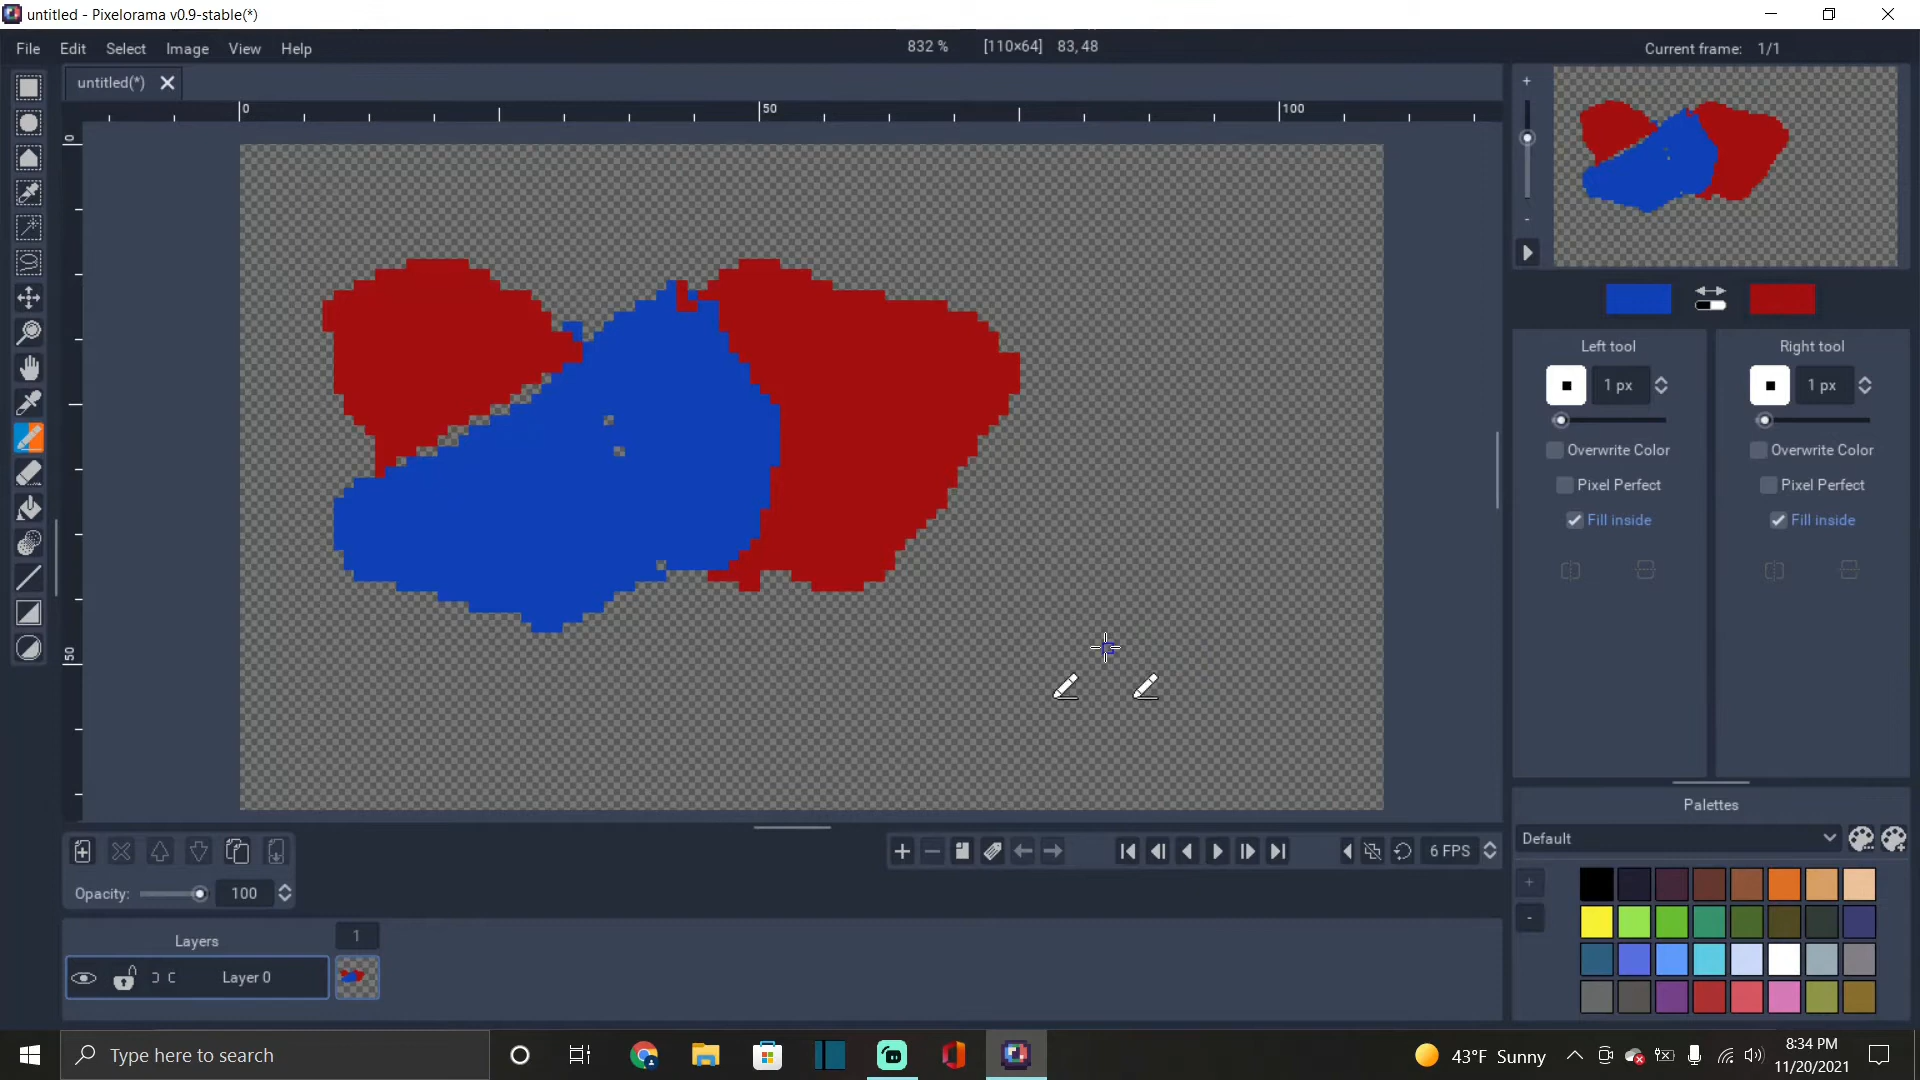 untitled - Pixelorama v0.9-stable(*)
File Edit Select Image View Help
832 % [110×64] 83, 48
Current frame: 1/1
untitled(*)
0 50 100
0
50
+
-
Left tool Right tool
1 px 1 px
Overwrite Color Overwrite Color
Pixel Perfect Pixel Perfect
Fill inside Fill inside
Palettes
Default
6 FPS
Opacity: 100
+
-
Layers 1
Layer 0
Type here to search
43°F Sunny
8:34 PM
11/20/2021